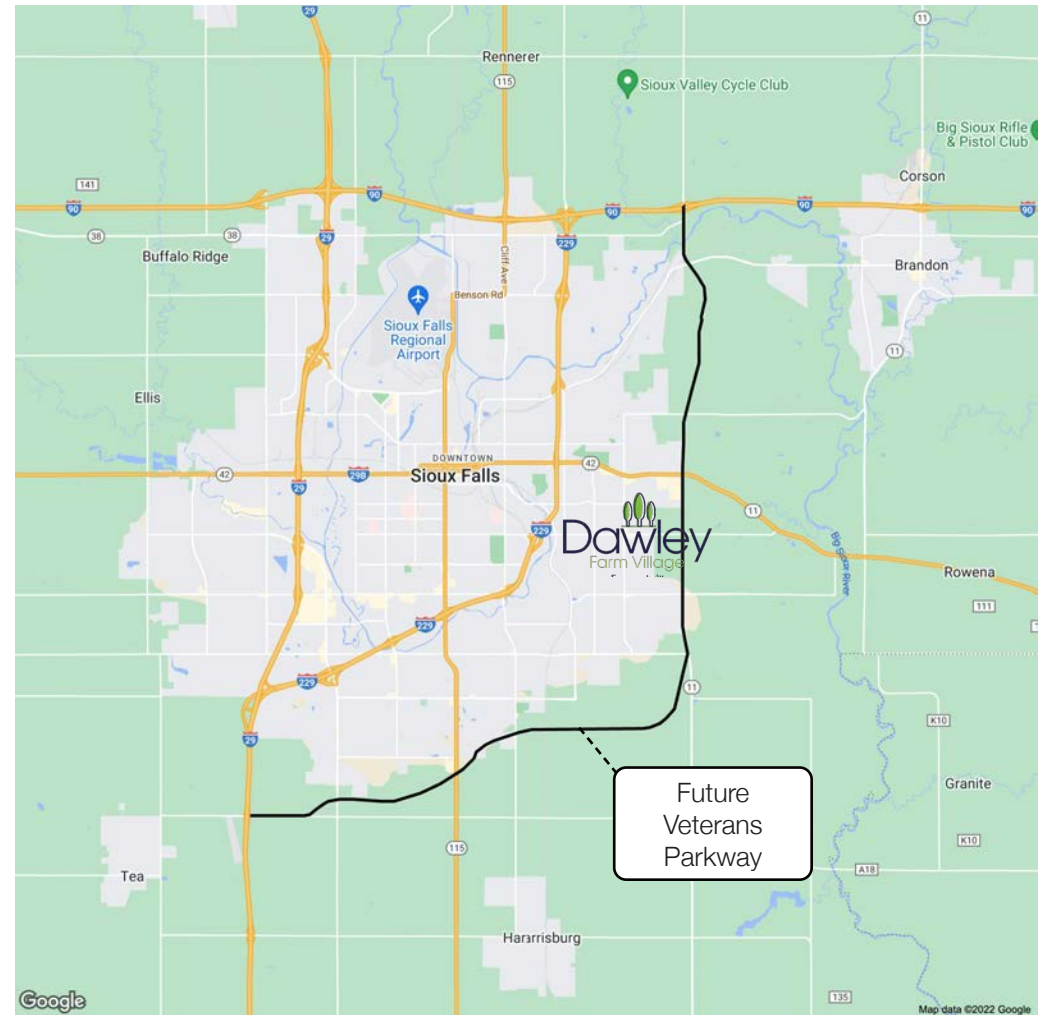 29
11
Rennerer
115
Sioux Valley Cycle Club
Big Sioux Rifle
& Pistol Club
Corson
141
90
90
90
90
90
38
38
29
229
Buffalo Ridge
Cliff Ave
Brandon
Benson Rd
Sioux Falls
Regional
Airport
11
Ellis
DOWNTOWN
Sioux Falls
42
29B
42
29
11
229
Dawley
Farm Village
Big Sioux River
Rowena
111
229
229
11
K10
29
Future
Veterans
Parkway
Granite
K10
115
A18
Tea
Hararrisburg
135
Google
Map data ©2022 Google